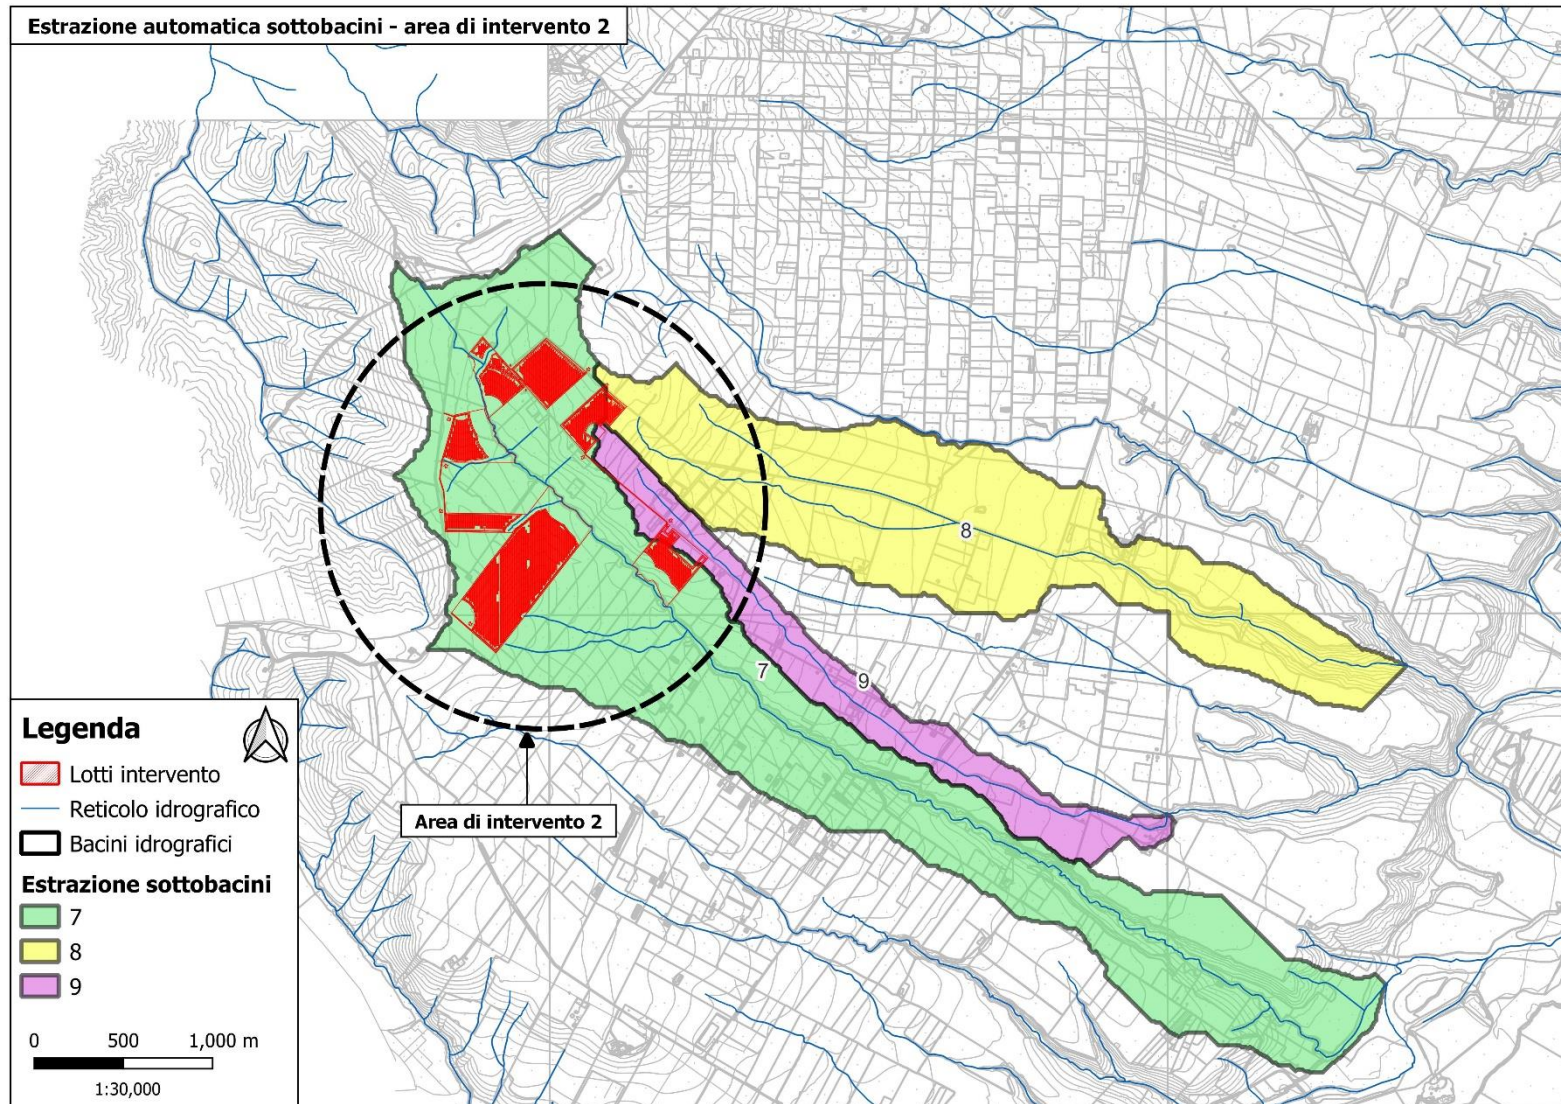 Estrazione automatica sottobacini - area di intervento 2
8
7
9
Area di intervento 2
Legenda
Lotti intervento
Reticolo idrografico
Bacini idrografici
Estrazione sottobacini
7
8
9
0 500 1,000 m
1:30,000